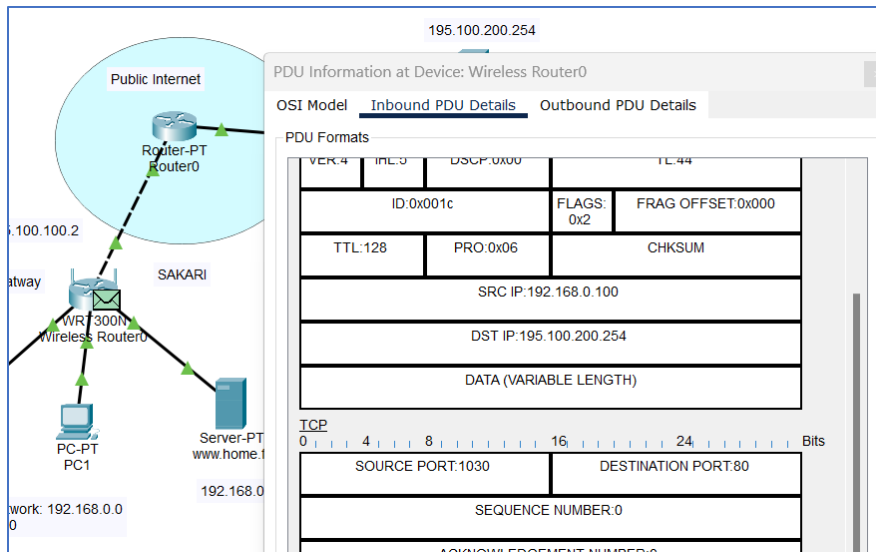 195.100.200.254
Public Internet
Router-PT
Router0
.100.100.2
SAKARI
WRT300N
Wireless Router0
PC-PT
PC1
Server-PT
www.home.f
192.168.0
work: 192.168.0.0
0
PDU Information at Device: Wireless Router0
OSI Model Inbound PDU Details Outbound PDU Details
PDU Formats
VER:4 IHL:5 DSCP:0x00 TL:44
ID:0x001c FLAGS: 0x2 FRAG OFFSET:0x000
TTL:128 PRO:0x06 CHKSUM
SRC IP:192.168.0.100
DST IP:195.100.200.254
DATA (VARIABLE LENGTH)
TCP
0 4 8 16 24 Bits
SOURCE PORT:1030 DESTINATION PORT:80
SEQUENCE NUMBER:0
ACKNOWLEDGEMENT NUMBER:0